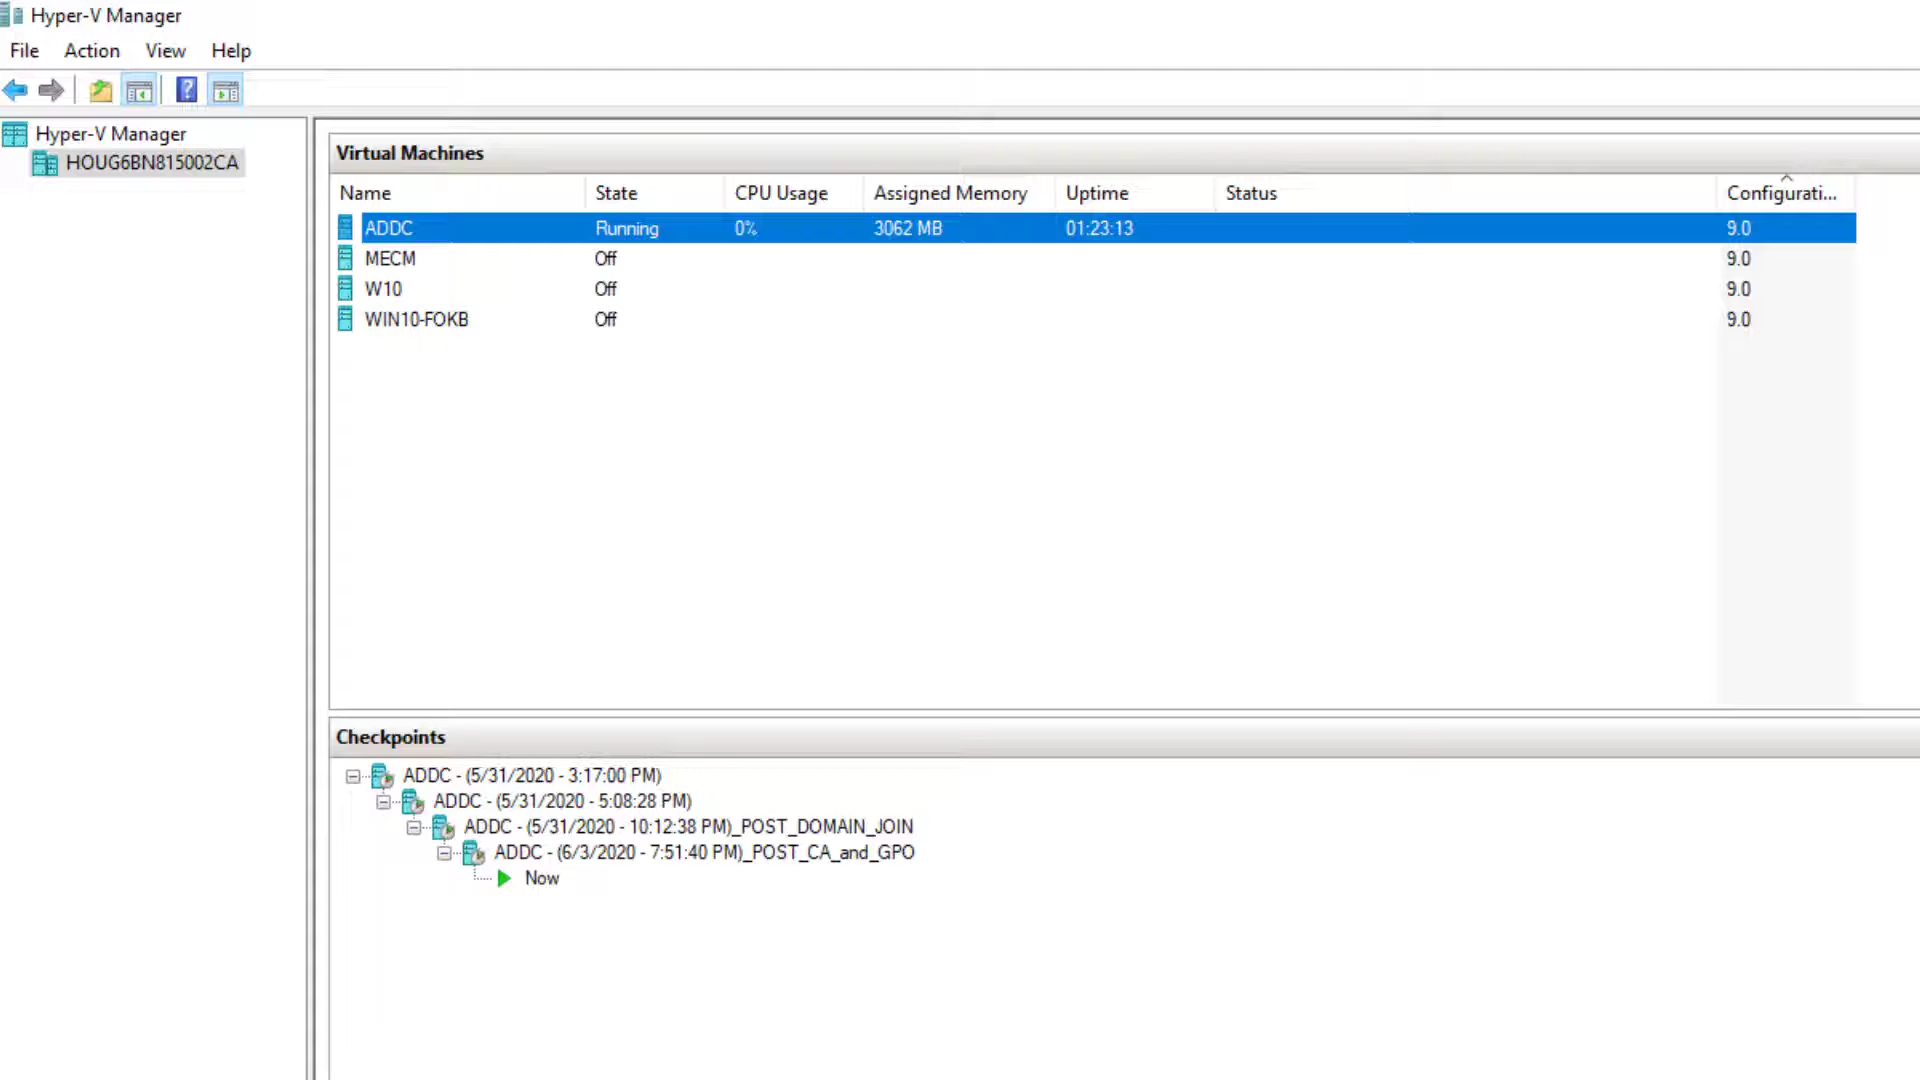 Hyper-V Manager
File Action View Help
Hyper-V Manager
HOUG6BN815002CA
Virtual Machines
Name State CPU Usage Assigned Memory Uptime Status Configurati...
ADDC Running 0% 3062 MB 01:23:13 9.0
MECM Off 9.0
W10 Off 9.0
WIN10-FOKB Off 9.0
Checkpoints
ADDC - (5/31/2020 - 3:17:00 PM)
ADDC - (5/31/2020 - 5:08:28 PM)
ADDC - (5/31/2020 - 10:12:38 PM)_POST_DOMAIN_JOIN
ADDC - (6/3/2020 - 7:51:40 PM)_POST_CA_and_GPO
Now